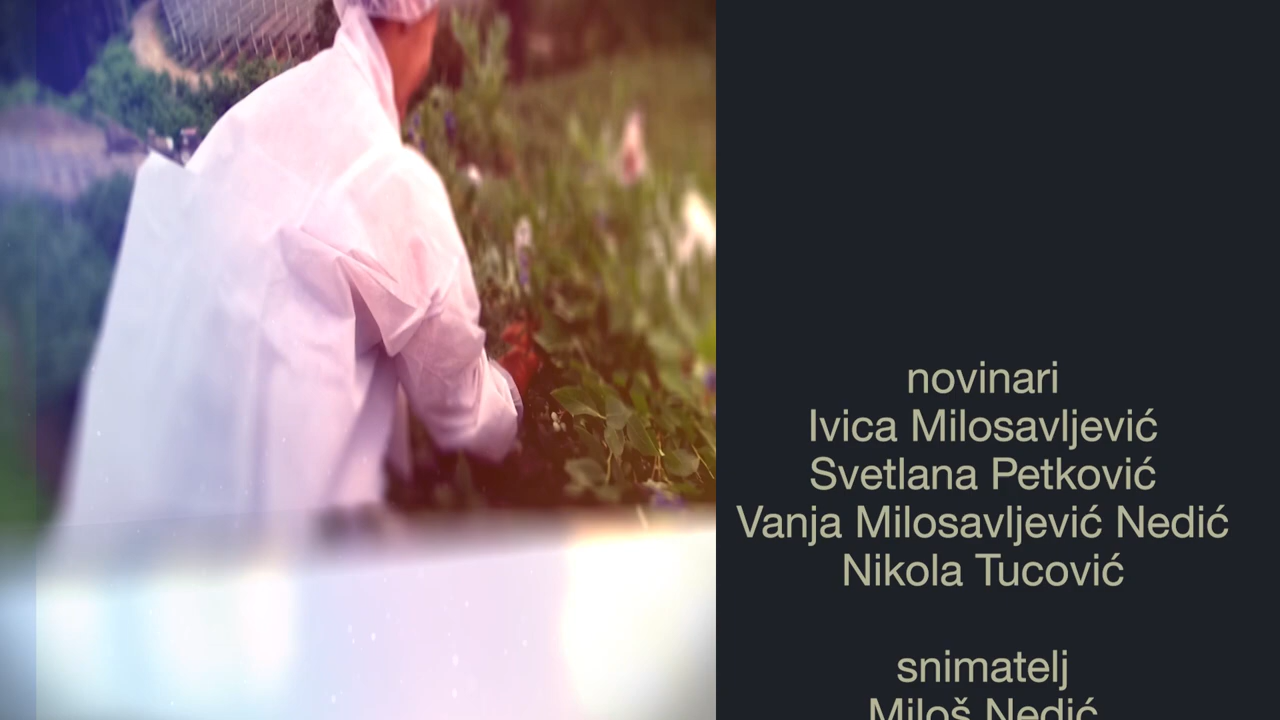 novinari
Ivica Milosavljević
Svetlana Petković
Vanja Milosavljević Nedić
Nikola Tucović
snimatelj
Miloš Nedić